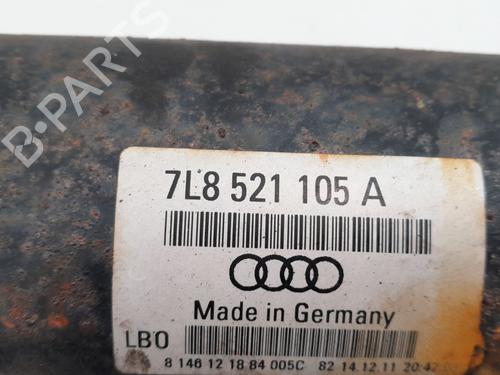 B-PARTS
7L8 521 105 A
Made in Germany
LBO
8 146 12 18 84 005C 82 14.12.11 20:42